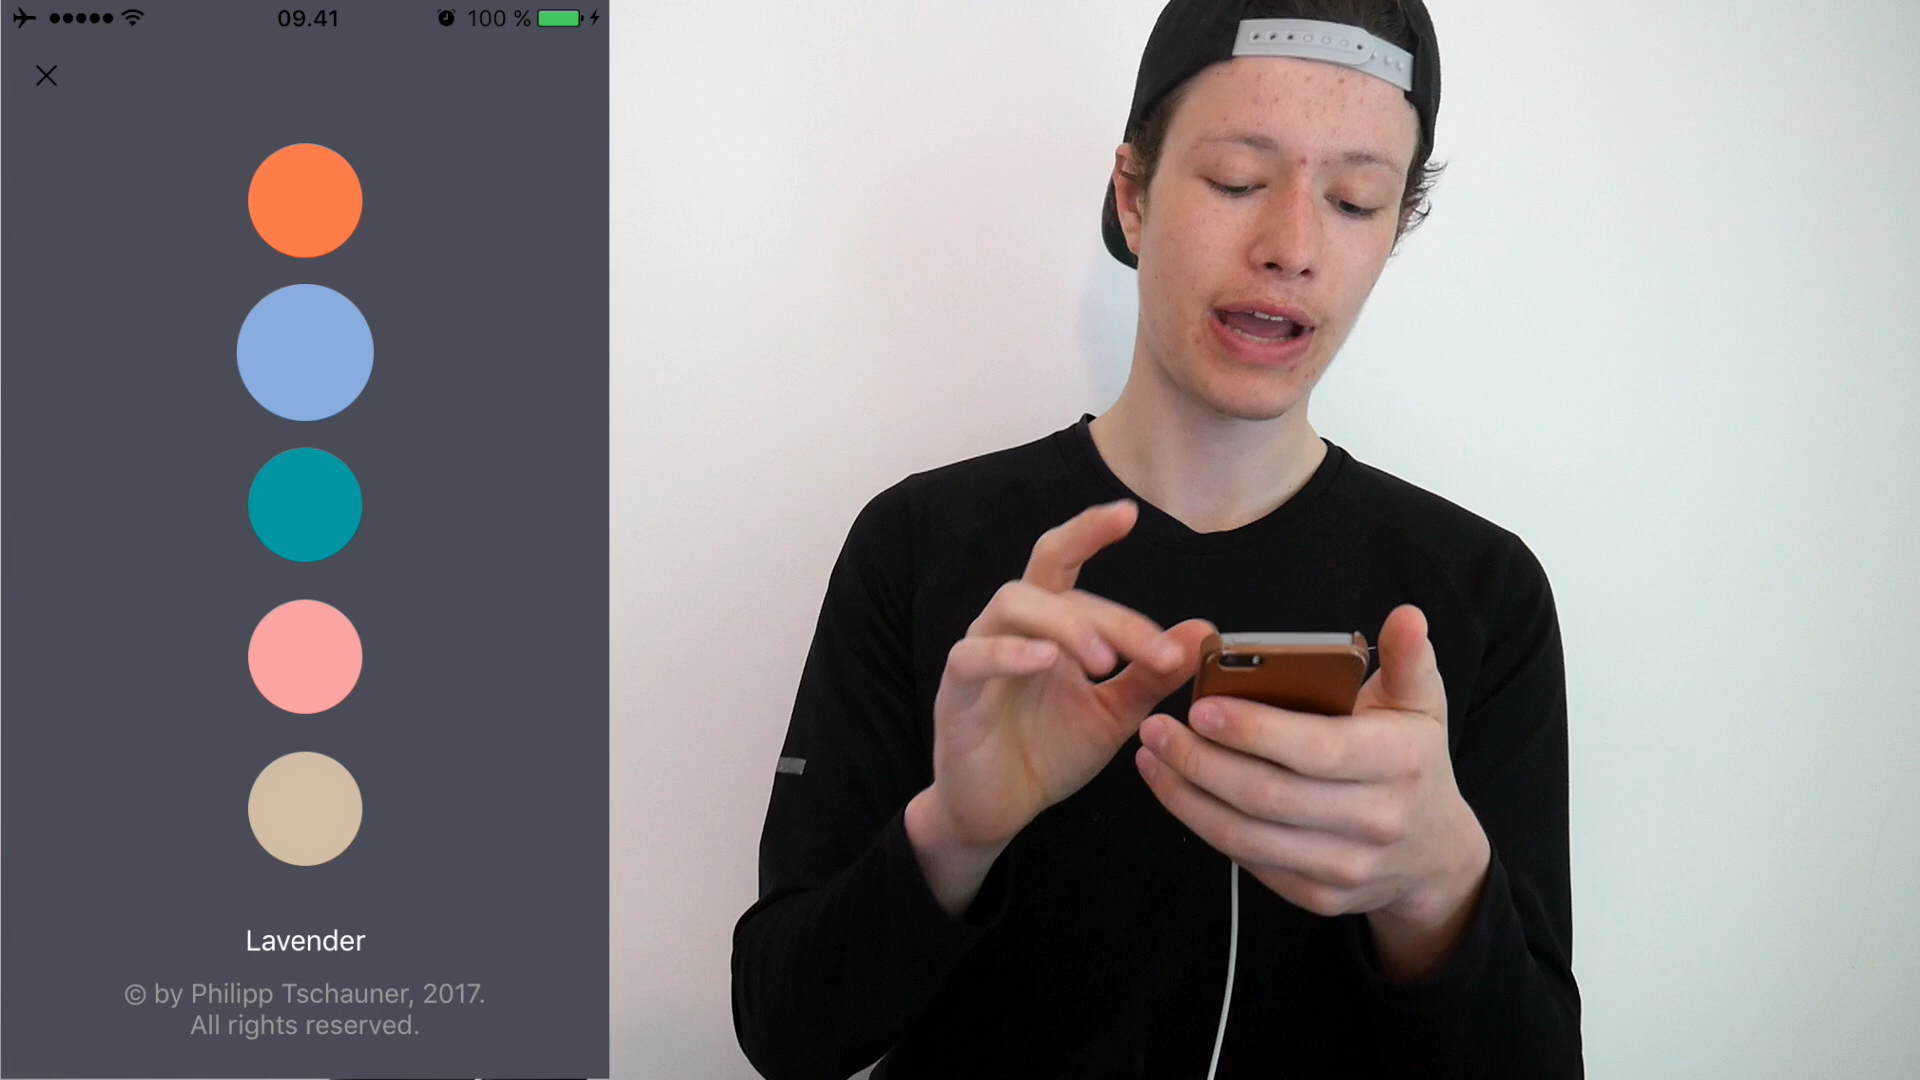 09.41
100 %
Lavender
© by Philipp Tschauner, 2017.
All rights reserved.